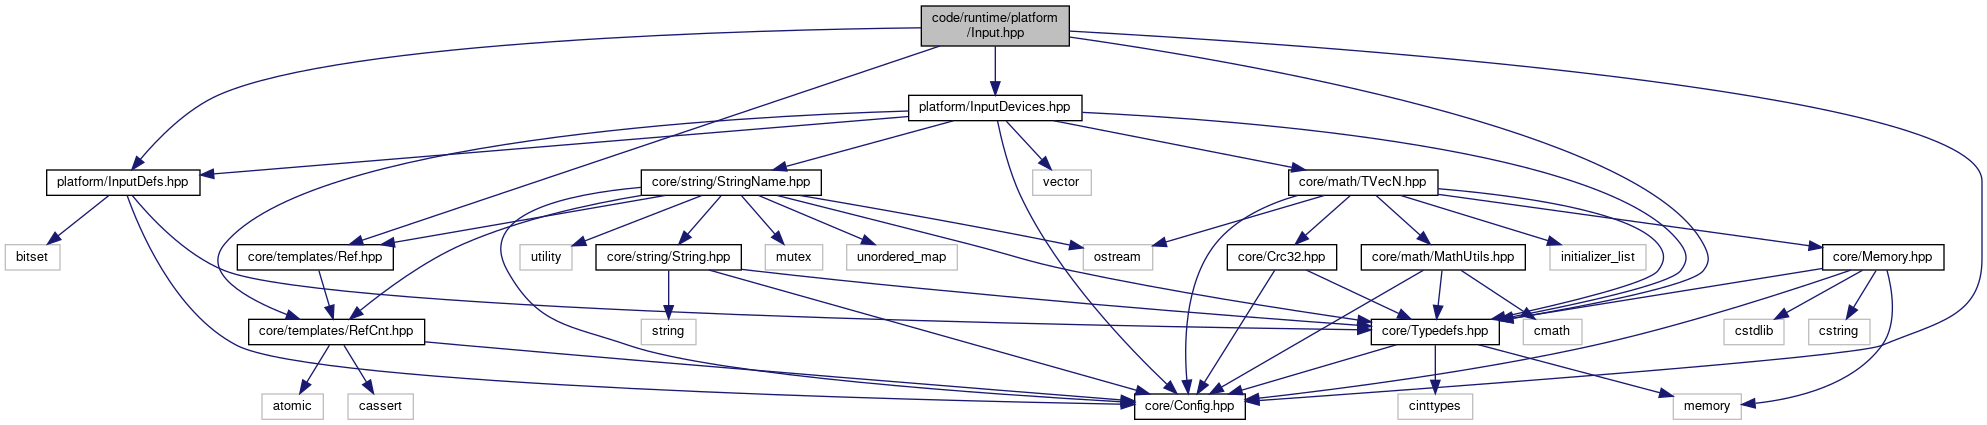 code/runtime/platform
/Input.hpp
platform/InputDevices.hpp
platform/InputDefs.hpp
core/string/StringName.hpp
vector
core/math/TVecN.hpp
bitset
core/templates/Ref.hpp
utility
core/string/String.hpp
mutex
unordered_map
ostream
core/Crc32.hpp
core/math/MathUtils.hpp
initializer_list
core/Memory.hpp
core/templates/RefCnt.hpp
string
core/Typedefs.hpp
cmath
cstdlib
cstring
atomic
cassert
core/Config.hpp
cinttypes
memory